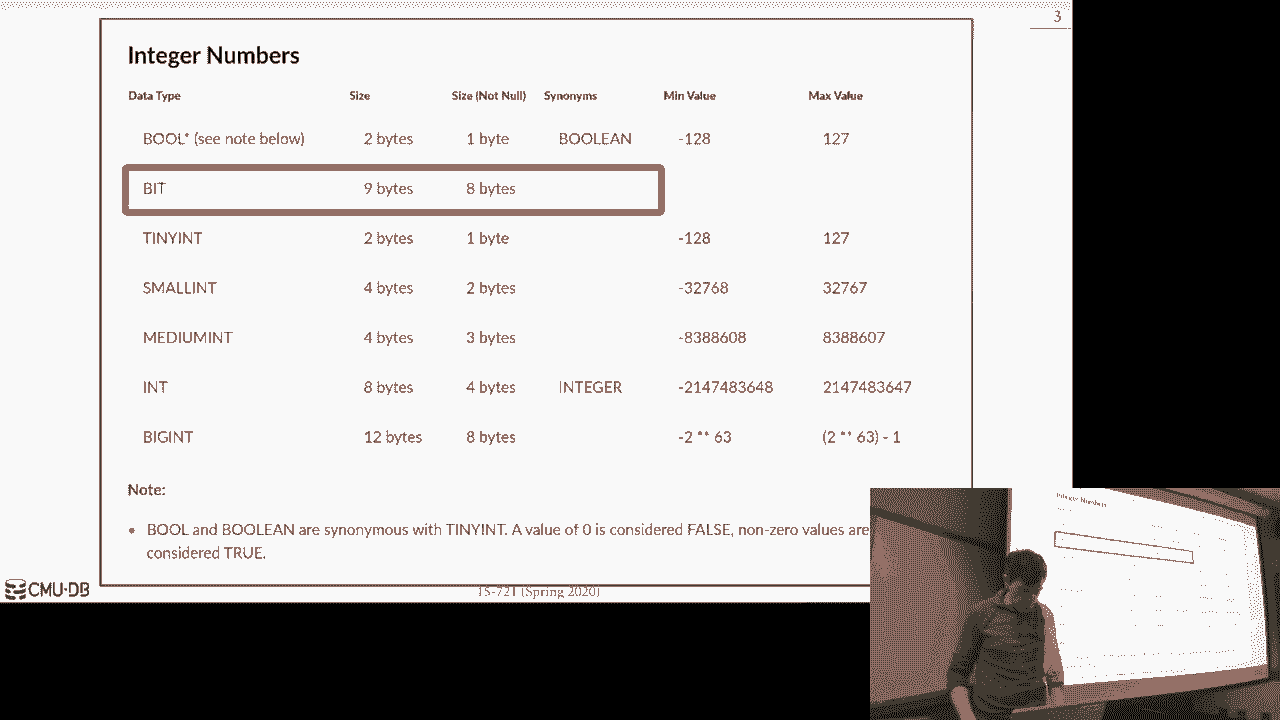 3
Integer Numbers
Data Type Size Size (Not Null) Synonyms Min Value Max Value
BOOL* (see note below) 2 bytes 1 byte BOOLEAN -128 127
BIT 9 bytes 8 bytes
TINYINT 2 bytes 1 byte -128 127
SMALLINT 4 bytes 2 bytes -32768 32767
MEDIUMINT 4 bytes 3 bytes -8388608 8388607
INT 8 bytes 4 bytes INTEGER -2147483648 2147483647
BIGINT 12 bytes 8 bytes -2 ** 63 (2 ** 63) - 1
Note:
• BOOL and BOOLEAN are synonymous with TINYINT. A value of 0 is considered FALSE, non-zero values are
considered TRUE.
CMU·DB
15-721 (Spring 2020)
Integer Numbers